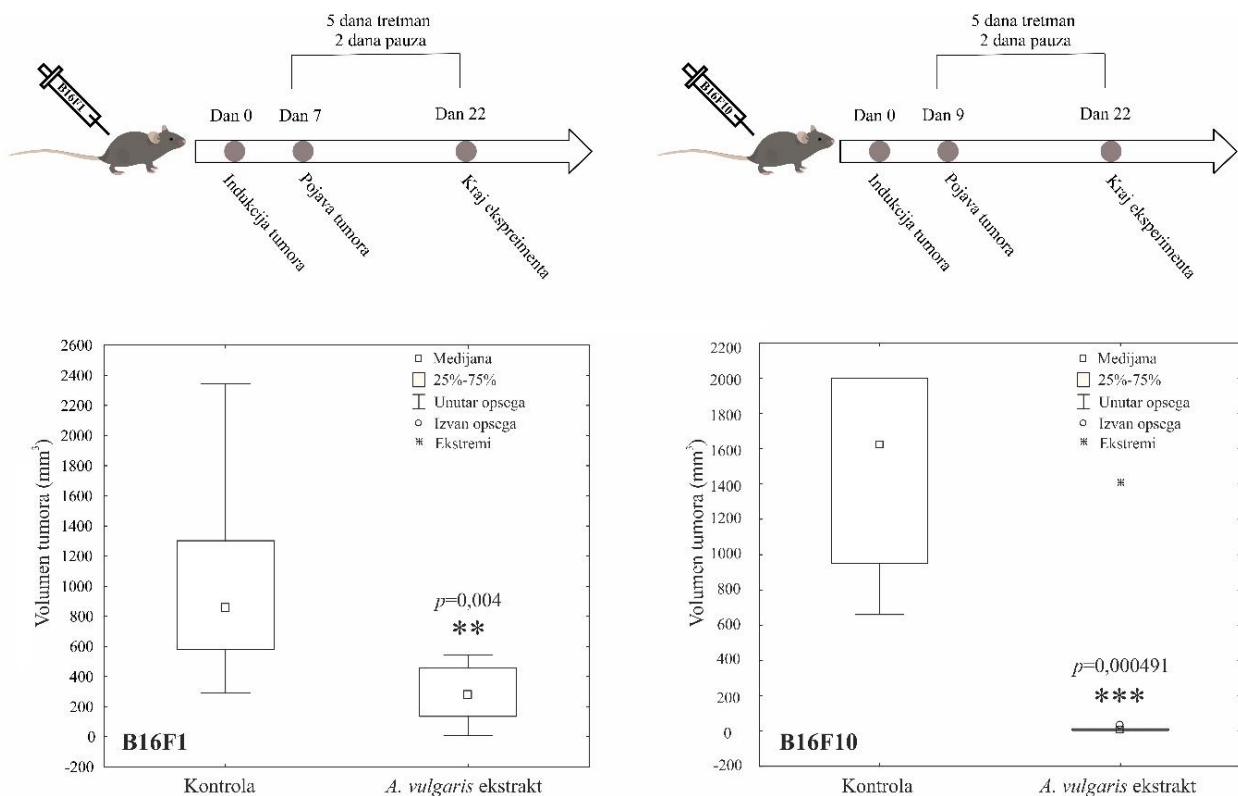 5 dana tretman
2 dana pauza
B16F1
Dan 0
Dan 7
Dan 22
Indukcija tumora
Pojava tumora
Kraj ekspreimenta
5 dana tretman
2 dana pauza
B16F10
Dan 0
Dan 9
Dan 22
Indukcija tumora
Pojava tumora
Kraj eksperimenta
Volumen tumora (mm³)
2600
2400
2200
2000
1800
1600
1400
1200
1000
800
600
400
200
0
-200
Medijana
25%-75%
Unutar opsega
Izvan opsega
Ekstremi
p=0,004
**
B16F1
Kontrola
A. vulgaris ekstrakt
Volumen tumora (mm³)
2200
2000
1800
1600
1400
1200
1000
800
600
400
200
0
-200
Medijana
25%-75%
Unutar opsega
Izvan opsega
Ekstremi
p=0,000491
***
B16F10
Kontrola
A. vulgaris ekstrakt